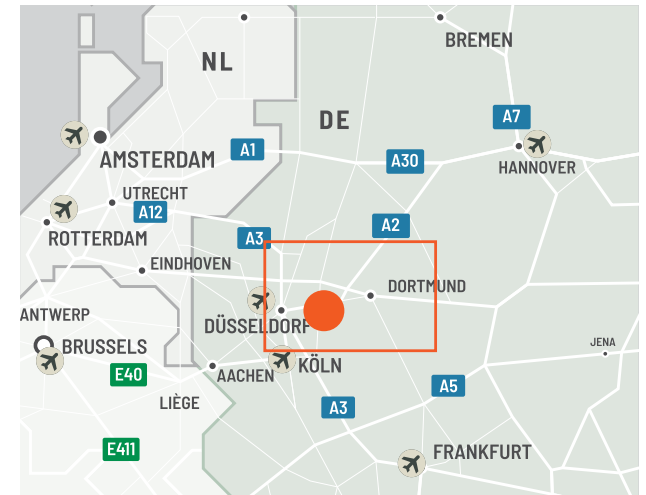 BREMEN
NL
A7
DE
A1
AMSTERDAM
A30
HANNOVER
UTRECHT
A12
A2
ROTTERDAM
A3
EINDHOVEN
DORTMUND
ANTWERP
DÜSSELDORF
BRUSSELS
JENA
KÖLN
E40
AACHEN
A5
LIÈGE
A3
E411
FRANKFURT